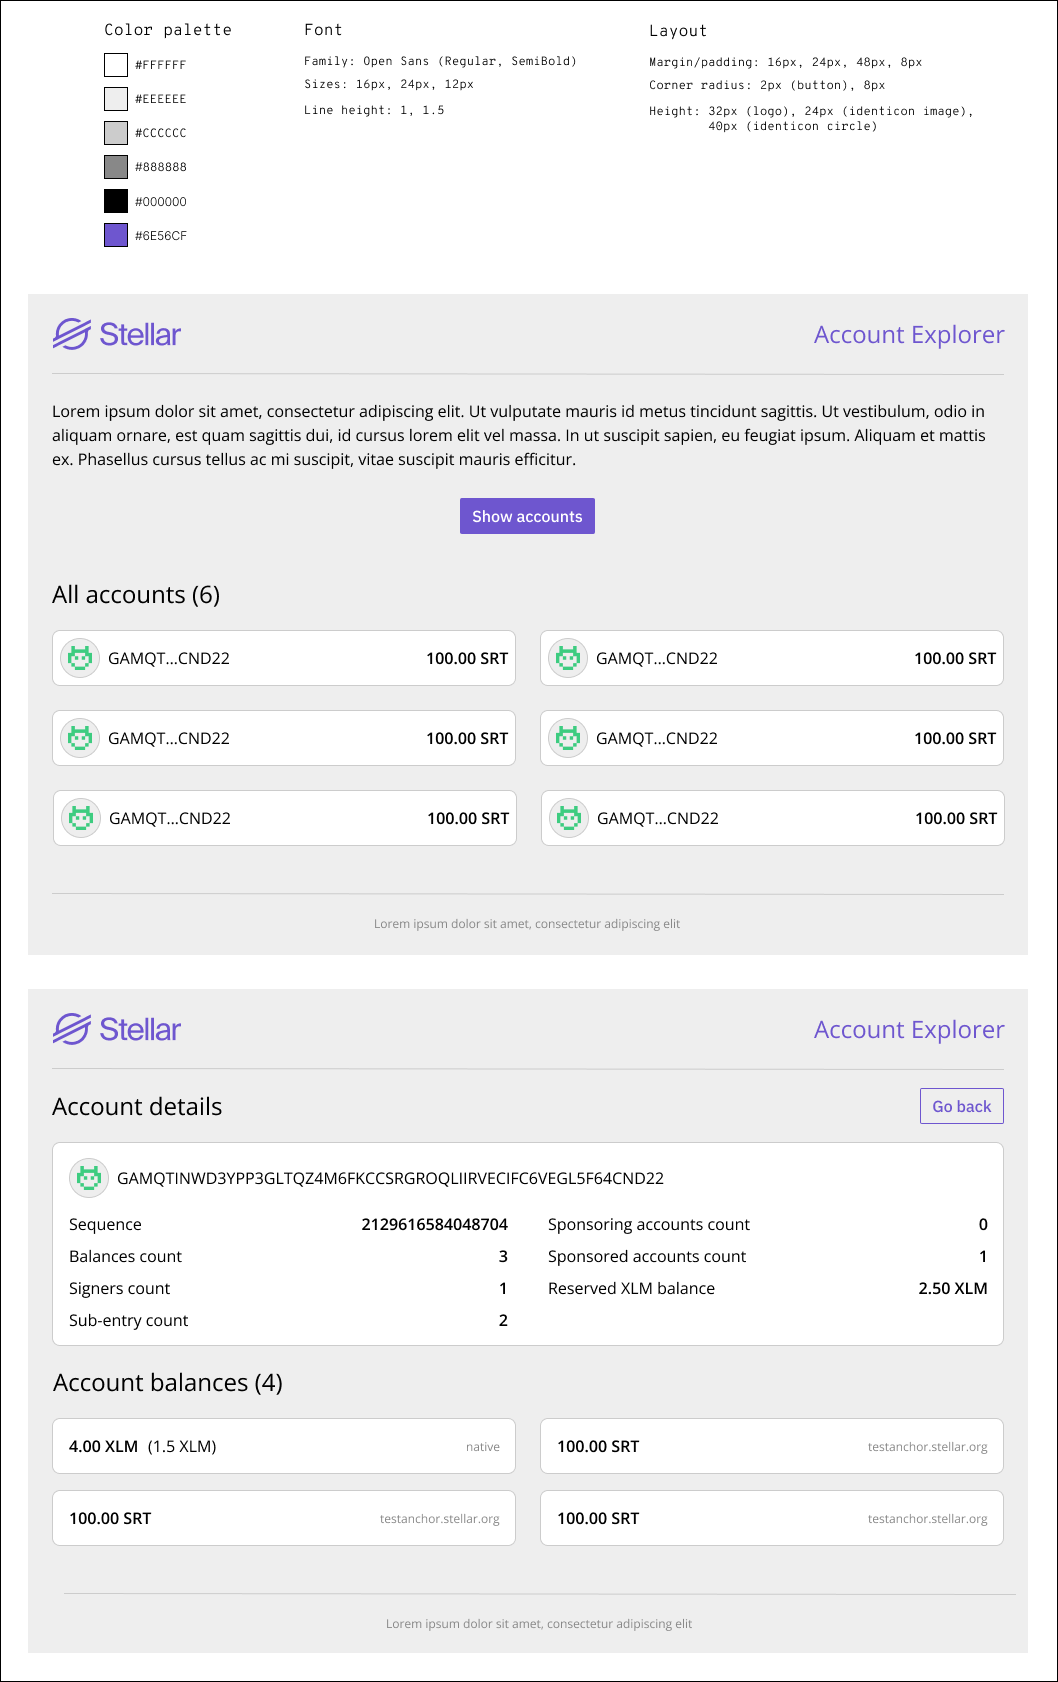 Color palette
#FFFFFF
#EEEEEE
#CCCCCC
#888888
#000000
#6E56CF
Font
Family: Open Sans (Regular, SemiBold)
Sizes: 16px, 24px, 12px
Line height: 1, 1.5
Layout
Margin/padding: 16px, 24px, 48px, 8px
Corner radius: 2px (button), 8px
Height: 32px (logo), 24px (identicon image),
40px (identicon circle)
Stellar
Account Explorer
Lorem ipsum dolor sit amet, consectetur adipiscing elit. Ut vulputate mauris id metus tincidunt sagittis. Ut vestibulum, odio in
aliquam ornare, est quam sagittis dui, id cursus lorem elit vel massa. In ut suscipit sapien, eu feugiat ipsum. Aliquam et mattis
ex. Phasellus cursus tellus ac mi suscipit, vitae suscipit mauris efficitur.
Show accounts
All accounts (6)
GAMQT...CND22 100.00 SRT
GAMQT...CND22 100.00 SRT
GAMQT...CND22 100.00 SRT
GAMQT...CND22 100.00 SRT
GAMQT...CND22 100.00 SRT
GAMQT...CND22 100.00 SRT
Lorem ipsum dolor sit amet, consectetur adipiscing elit
Stellar
Account Explorer
Account details
Go back
GAMQTINWD3YPP3GLTQZ4M6FKCCSRGROQLIIRVECIFC6VEGL5F64CND22
Sequence 2129616584048704
Balances count 3
Signers count 1
Sub-entry count 2
Sponsoring accounts count 0
Sponsored accounts count 1
Reserved XLM balance 2.50 XLM
Account balances (4)
4.00 XLM (1.5 XLM) native
100.00 SRT testanchor.stellar.org
100.00 SRT testanchor.stellar.org
100.00 SRT testanchor.stellar.org
Lorem ipsum dolor sit amet, consectetur adipiscing elit